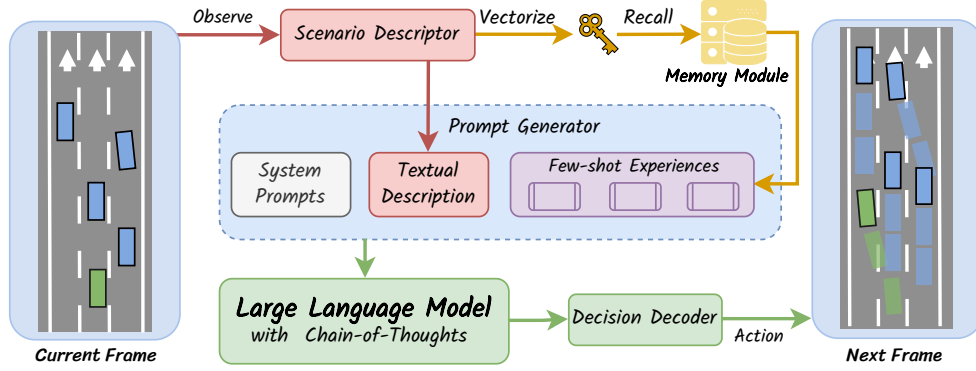 Observe
Scenario Descriptor
Vectorize
Recall
Memory Module
Prompt Generator
System
Prompts
Textual
Description
Few-shot Experiences
Large Language Model
with Chain-of-Thoughts
Decision Decoder
Action
Current Frame
Next Frame